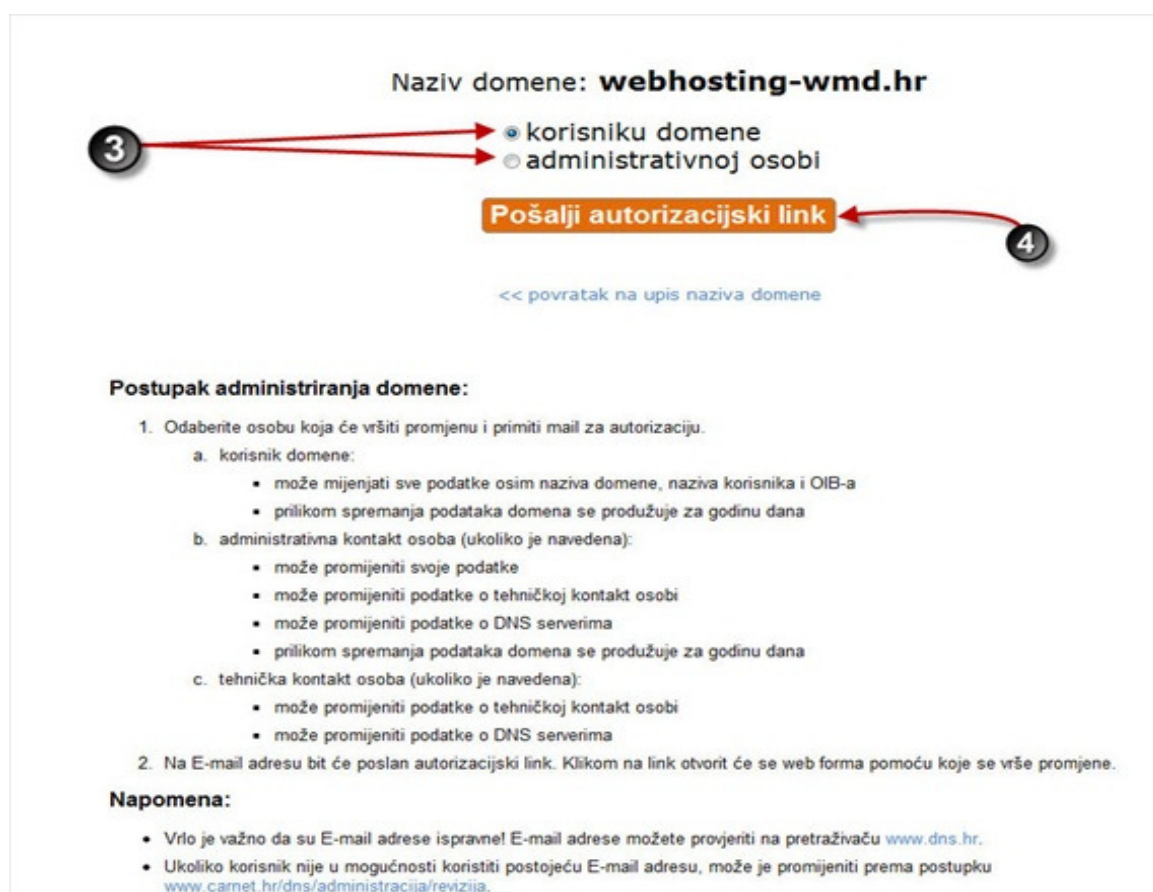 Naziv domene: webhosting-wmd.hr
3
korisniku domene
administrativnoj osobi
Pošalji autorizacijski link
4
<< povratak na upis naziva domene
Postupak administriranja domene:
1. Odaberite osobu koja će vršiti promjenu i primiti mail za autorizaciju.
a. korisnik domene:
▪ može mijenjati sve podatke osim naziva domene, naziva korisnika i OIB-a
▪ prilikom spremanja podataka domena se produžuje za godinu dana
b. administrativna kontakt osoba (ukoliko je navedena):
▪ može promijeniti svoje podatke
▪ može promijeniti podatke o tehničkoj kontakt osobi
▪ može promijeniti podatke o DNS serverima
▪ prilikom spremanja podataka domena se produžuje za godinu dana
c. tehnička kontakt osoba (ukoliko je navedena):
▪ može promijeniti podatke o tehničkoj kontakt osobi
▪ može promijeniti podatke o DNS serverima
2. Na E-mail adresu bit će poslan autorizacijski link. Klikom na link otvorit će se web forma pomoću koje se vrše promjene.
Napomena:
• Vrlo je važno da su E-mail adrese ispravne! E-mail adrese možete provjeriti na pretraživaču www.dns.hr.
• Ukoliko korisnik nije u mogućnosti koristiti postojeću E-mail adresu, može je promijeniti prema postupku
www.carnet.hr/dns/administracija/revizija.